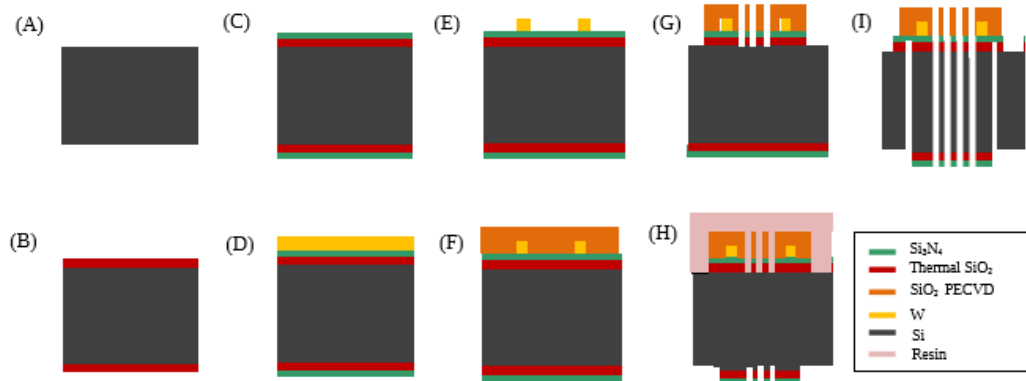 (A)
(C)
(E)
(G)
(I)
(B)
(D)
(F)
(H)
Si₃N₄
Thermal SiO₂
SiO₂ PECVD
W
Si
Resin